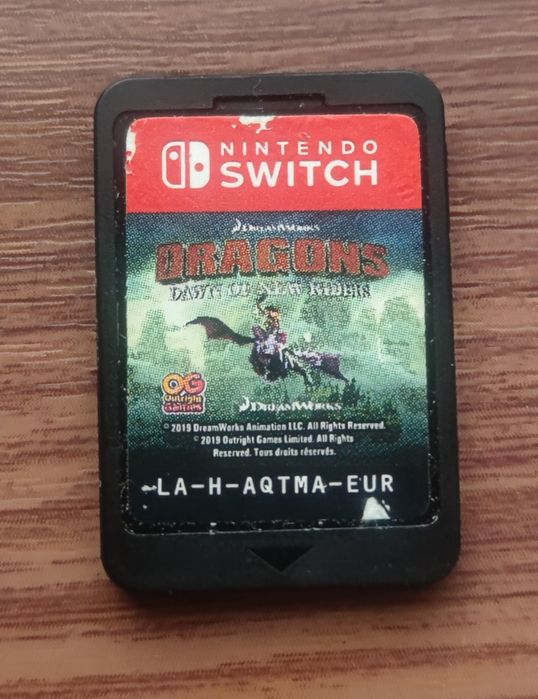 NINTENDO
SWITCH
DREAMWORKS
DRAGONS
DAWN OF NEW RIDERS
OG
Outright
Games
DREAMWORKS
© 2019 DreamWorks Animation LLC. All Rights Reserved.
© 2019 Outright Games Limited. All Rights
Reserved. Tous droits réservés.
LA-H-AQTMA-EUR